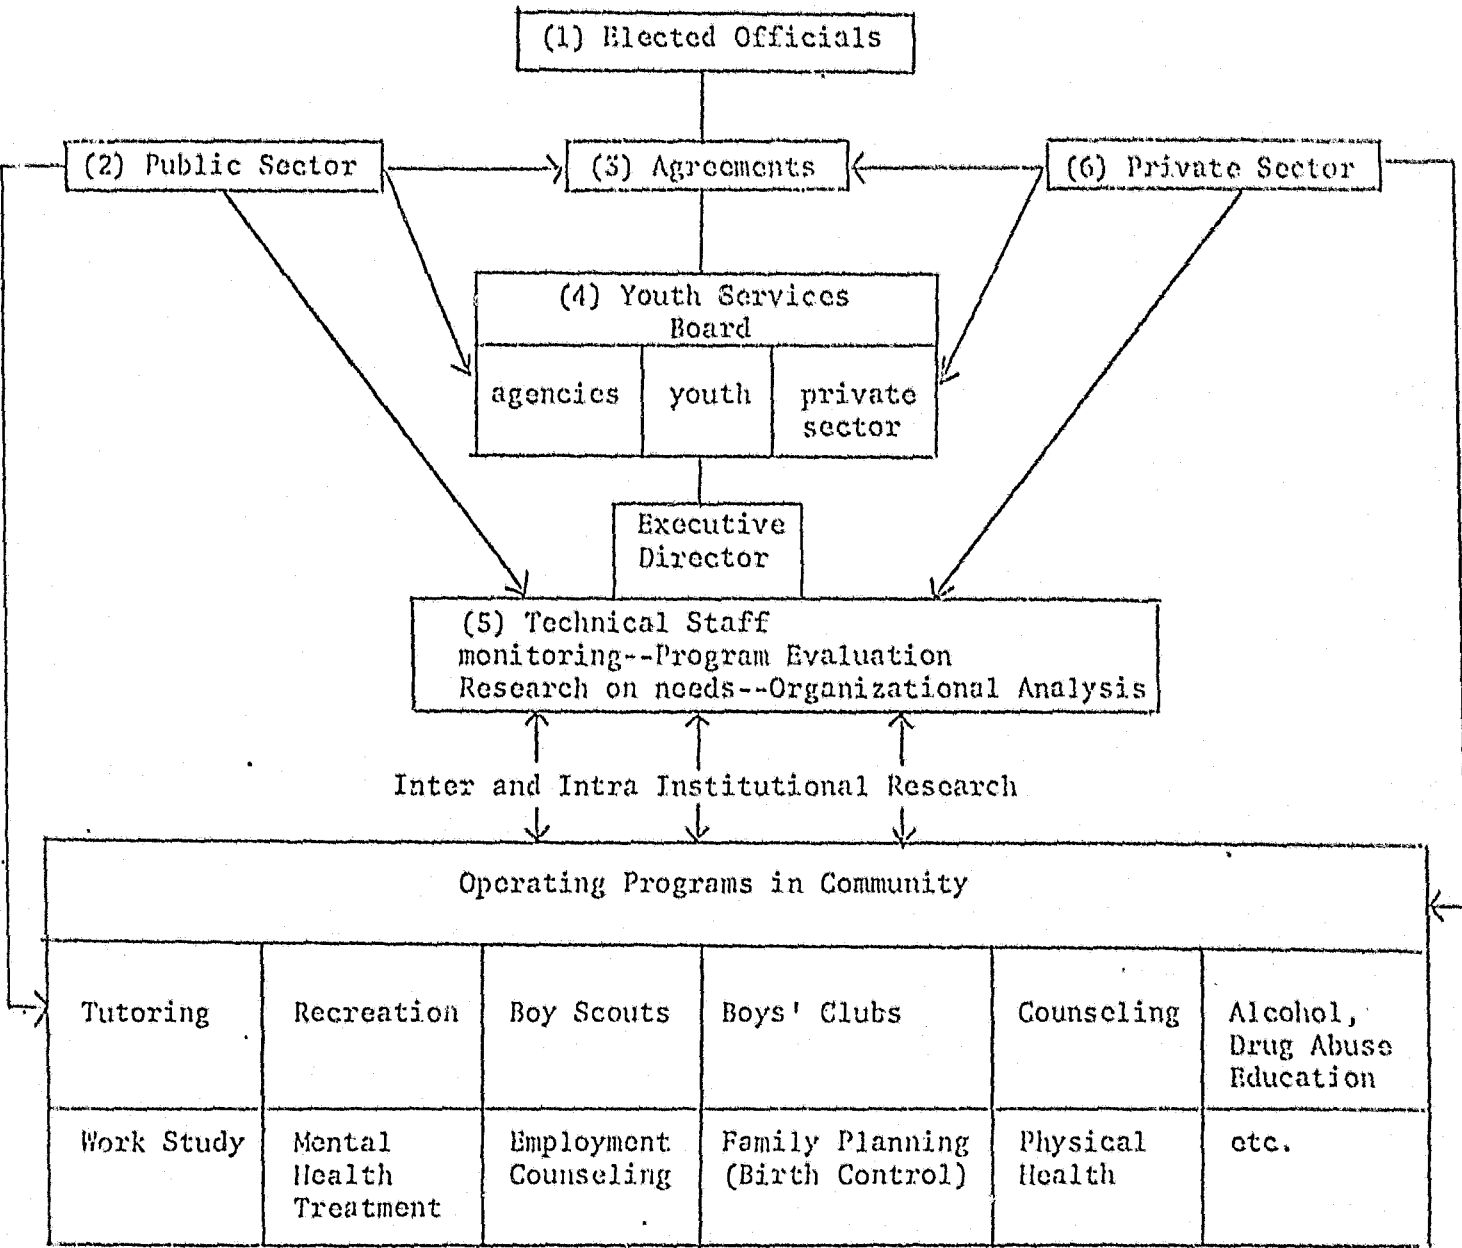 (1) Elected Officials
(2) Public Sector
(3) Agreements
(6) Private Sector
(4) Youth Services
Board
agencies
youth
private
sector
Executive
Director
(5) Technical Staff
monitoring--Program Evaluation
Research on needs--Organizational Analysis
Inter and Intra Institutional Research
Operating Programs in Community
Tutoring
Recreation
Boy Scouts
Boys' Clubs
Counseling
Alcohol,
Drug Abuse
Education
Work Study
Mental
Health
Treatment
Employment
Counseling
Family Planning
(Birth Control)
Physical
Health
etc.